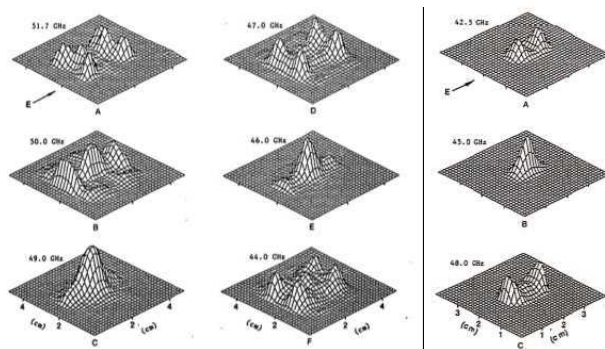 51.7 GHz
E
A
50.0 GHz
B
49.0 GHz
4
2
2
4
(cm)
(cm)
C
47.0 GHz
D
46.0 GHz
E
44.0 GHz
4
2
2
4
(cm)
(cm)
F
42.5 GHz
E
A
45.0 GHz
B
48.0 GHz
3
2
1
1
2
3
(cm)
(cm)
C